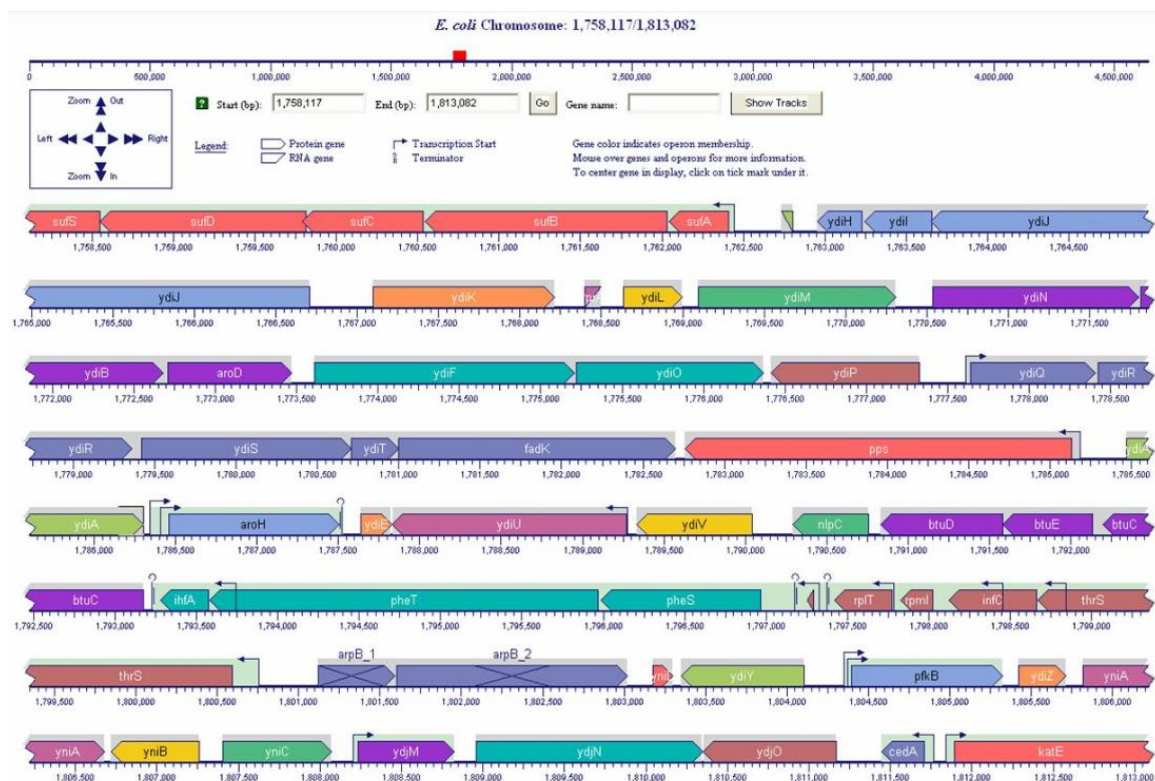 E. coli Chromosome: 1,758,117/1,813,082
0 500,000 1,000,000 1,500,000 2,000,000 2,500,000 3,000,000 3,500,000 4,000,000 4,500,000
Zoom Out
Left Right
Zoom In
? Start (bp): 1,758,117 End (bp): 1,813,082 Go Gene name: Show Tracks
Legend: Protein gene Transcription Start Gene color indicates operon membership.
RNA gene Terminator Mouse over genes and operons for more information.
To center gene in display, click on tick mark under it.
sufS sufD sufC sufB sufA ydiH ydiI ydiJ
1,758,500 1,759,000 1,759,500 1,760,000 1,760,500 1,761,000 1,761,500 1,762,000 1,762,500 1,763,000 1,763,500 1,764,000 1,764,500
ydiJ ydiK ydiL ydiM ydiN
1,765,000 1,765,500 1,766,000 1,766,500 1,767,000 1,767,500 1,768,000 1,768,500 1,769,000 1,769,500 1,770,000 1,770,500 1,771,000 1,771,500
ydiB aroD ydiF ydiO ydiP ydiQ ydiR
1,772,000 1,772,500 1,773,000 1,773,500 1,774,000 1,774,500 1,775,000 1,775,500 1,776,000 1,776,500 1,777,000 1,777,500 1,778,000 1,778,500
ydiR ydiS ydiT fadK pps ydiA
1,779,000 1,779,500 1,780,000 1,780,500 1,781,000 1,781,500 1,782,000 1,782,500 1,783,000 1,783,500 1,784,000 1,784,500 1,785,000 1,785,500
ydiA aroH ydiE ydiU ydiV nlpC btuD btuE btuC
1,786,000 1,786,500 1,787,000 1,787,500 1,788,000 1,788,500 1,789,000 1,789,500 1,790,000 1,790,500 1,791,000 1,791,500 1,792,000
btuC ihfA pheT pheS rplT rpmI infC thrS
1,792,500 1,793,000 1,793,500 1,794,000 1,794,500 1,795,000 1,795,500 1,796,000 1,796,500 1,797,000 1,797,500 1,798,000 1,798,500 1,799,000
arpB_1 arpB_2
thrS ydiY pfkB ydiZ yniA
1,799,500 1,800,000 1,800,500 1,801,000 1,801,500 1,802,000 1,802,500 1,803,000 1,803,500 1,804,000 1,804,500 1,805,000 1,805,500 1,806,000
yniA yniB yniC ydjM ydjN ydjO cedA katE
1,806,500 1,807,000 1,807,500 1,808,000 1,808,500 1,809,000 1,809,500 1,810,000 1,810,500 1,811,000 1,811,500 1,812,000 1,812,500 1,813,0